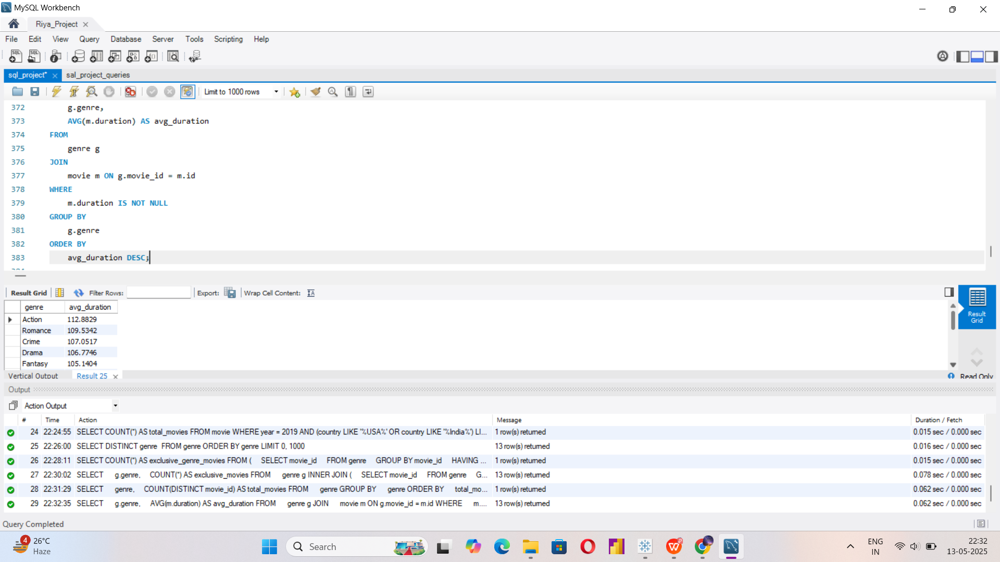 MySQL Workbench
Riya_Project
File Edit View Query Database Server Tools Scripting Help
sql_project* sal_project_queries
Limit to 1000 rows
372 g.genre,
373 AVG(m.duration) AS avg_duration
374 FROM
375 genre g
376 JOIN
377 movie m ON g.movie_id = m.id
378 WHERE
379 m.duration IS NOT NULL
380 GROUP BY
381 g.genre
382 ORDER BY
383 avg_duration DESC;
Result Grid Filter Rows: Export: Wrap Cell Content:
genre avg_duration
Action 112.8829
Romance 109.5342
Crime 107.0517
Drama 106.7746
Fantasy 105.1404
Result Grid
Vertical Output Result 25 Read Only
Output
Action Output
# Time Action Message Duration / Fetch
24 22:24:55 SELECT COUNT(*) AS total_movies FROM movie WHERE year = 2019 AND (country LIKE '%USA%' OR country LIKE '%India%') LI... 1 row(s) returned 0.015 sec / 0.000 sec
25 22:26:00 SELECT DISTINCT genre FROM genre ORDER BY genre LIMIT 0, 1000 13 row(s) returned 0.016 sec / 0.000 sec
26 22:28:11 SELECT COUNT(*) AS exclusive_genre_movies FROM ( SELECT movie_id FROM genre GROUP BY movie_id HAVING ... 1 row(s) returned 0.015 sec / 0.000 sec
27 22:30:02 SELECT g.genre, COUNT(*) AS exclusive_movies FROM genre g INNER JOIN ( SELECT movie_id FROM genre G... 13 row(s) returned 0.078 sec / 0.000 sec
28 22:31:29 SELECT genre, COUNT(DISTINCT movie_id) AS total_movies FROM genre GROUP BY genre ORDER BY total_mo... 1 row(s) returned 0.062 sec / 0.000 sec
29 22:32:35 SELECT g.genre, AVG(m.duration) AS avg_duration FROM genre g JOIN movie m ON g.movie_id = m.id WHERE m.... 13 row(s) returned 0.062 sec / 0.000 sec
Query Completed
4
26°C
Haze
Search
ENG
IN
22:32
13-05-2025